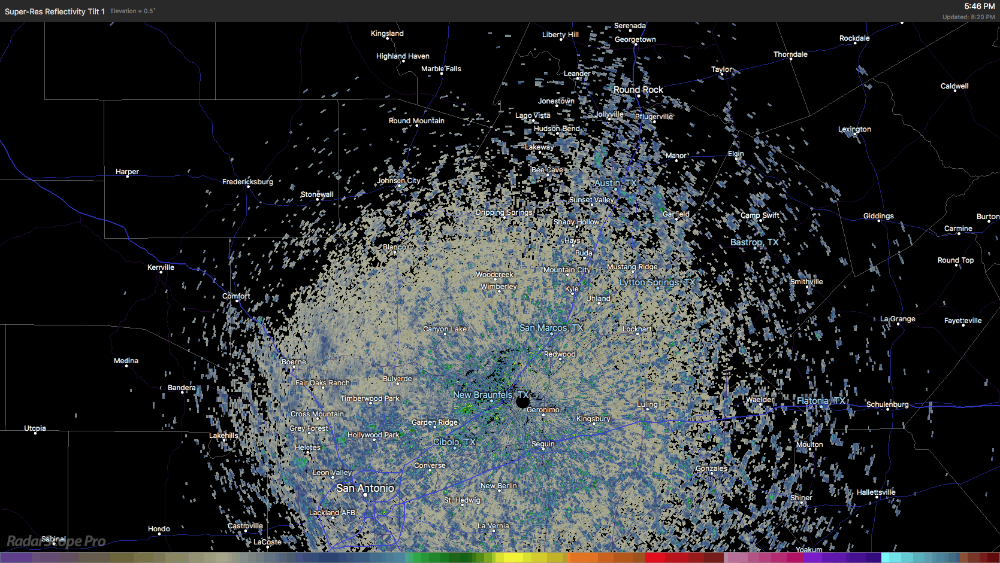 Super-Res Reflectivity Tilt 1 Elevation = 0.5°
5:46 PM
Updated: 8:20 PM
Serenada
Kingsland
Liberty Hill
Georgetown
Rockdale
Highland Haven
Thorndale
Marble Falls
Leander
Taylor
Round Rock
Caldwell
Jonestown
Lago Vista
Jollyville
Pflugerville
Round Mountain
Hudson Bend
Lexington
Lakeway
Manor
Elgin
Harper
Bee Cave
Fredericksburg
Johnson City
Austin, TX
Stonewall
Sunset Valley
Dripping Springs
Garfield
Camp Swift
Giddings
Burton
Shady Hollow
Carmine
Hays
Bastrop, TX
Blanco
Buda
Round Top
Kerrville
Mountain City
Mustang Ridge
Woodcreek
Lytton Springs, TX
Smithville
Wimberley
Kyle
Comfort
Uhland
La Grange
Fayetteville
Canyon Lake
San Marcos, TX
Lockhart
Redwood
Medina
Boerne
Bulverde
Fair Oaks Ranch
Bandera
New Braunfels, TX
Timberwood Park
Waelder
Flatonia, TX
Luling
Schulenburg
Geronimo
Cross Mountain
Kingsbury
Garden Ridge
Utopia
Grey Forest
Lakehills
Hollywood Park
Cibolo, TX
Seguin
Moulton
Helotes
Converse
Gonzales
Leon Valley
San Antonio
New Berlin
Hallettsville
St. Hedwig
Shiner
Lackland AFB
La Vernia
Castroville
Hondo
Sabinal
RadarScope Pro
LaCoste
Yoakum